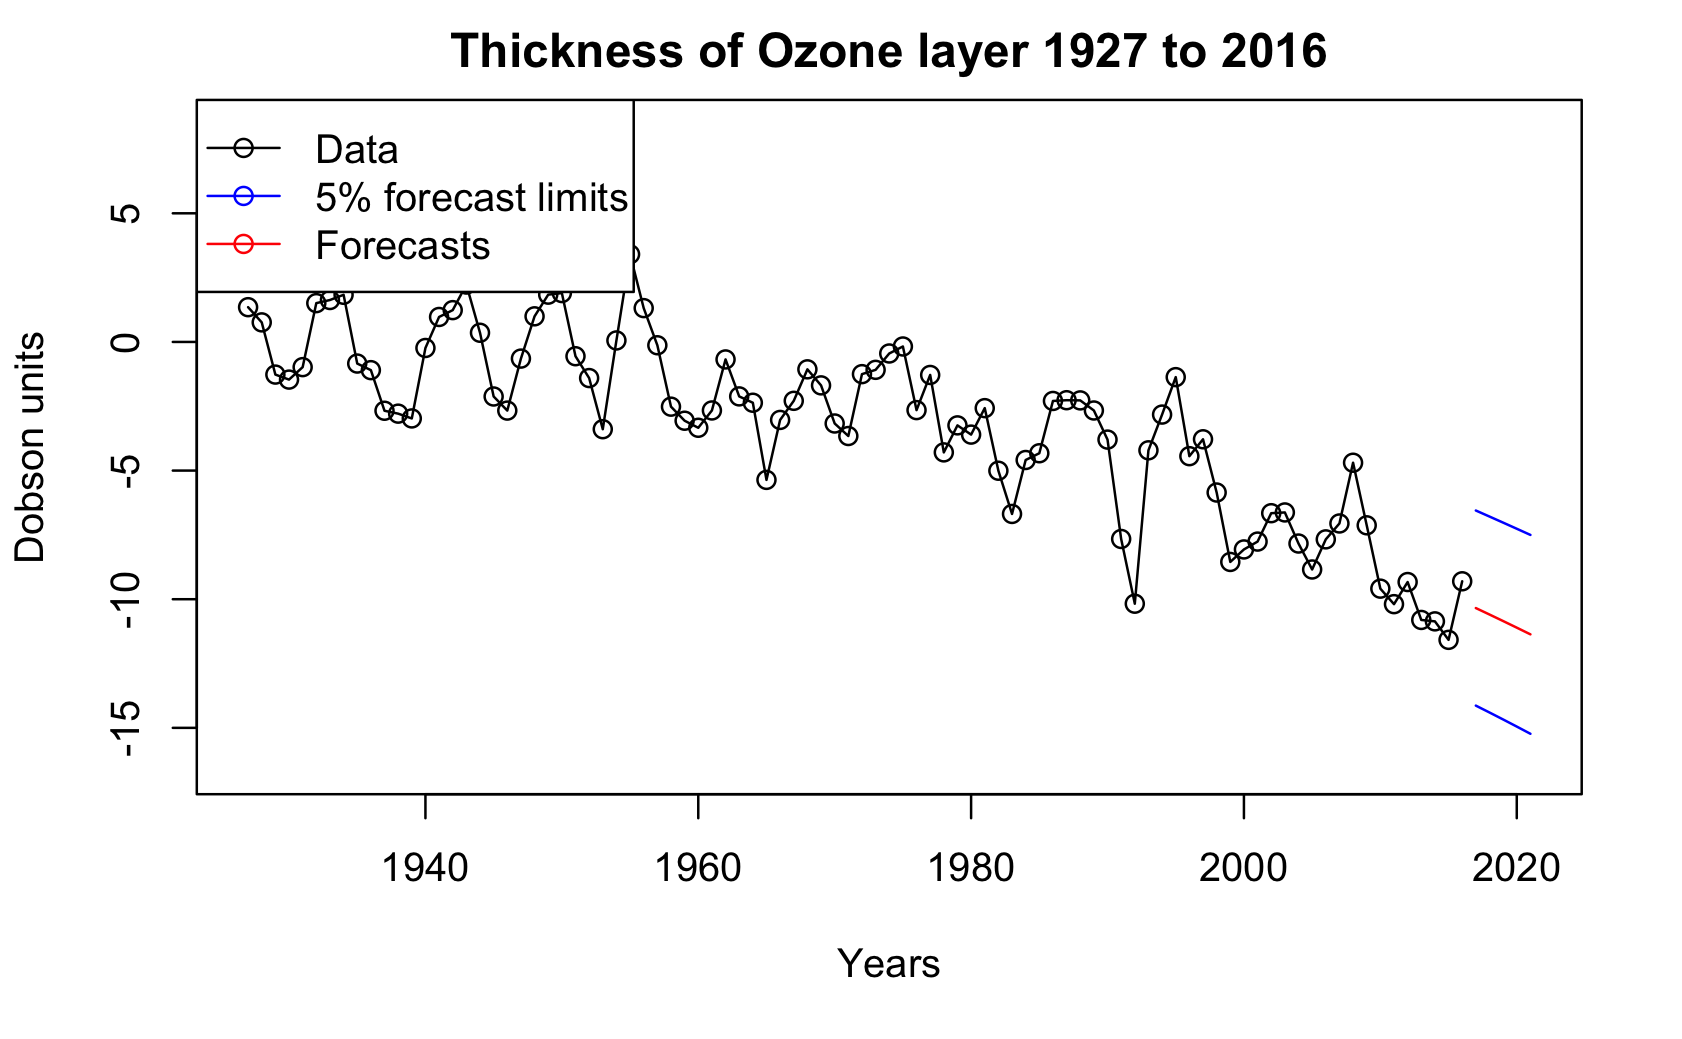 Thickness of Ozone layer 1927 to 2016
Data
5% forecast limits
Forecasts
5
0
-5
-10
-15
Dobson units
1940 1960 1980 2000 2020
Years